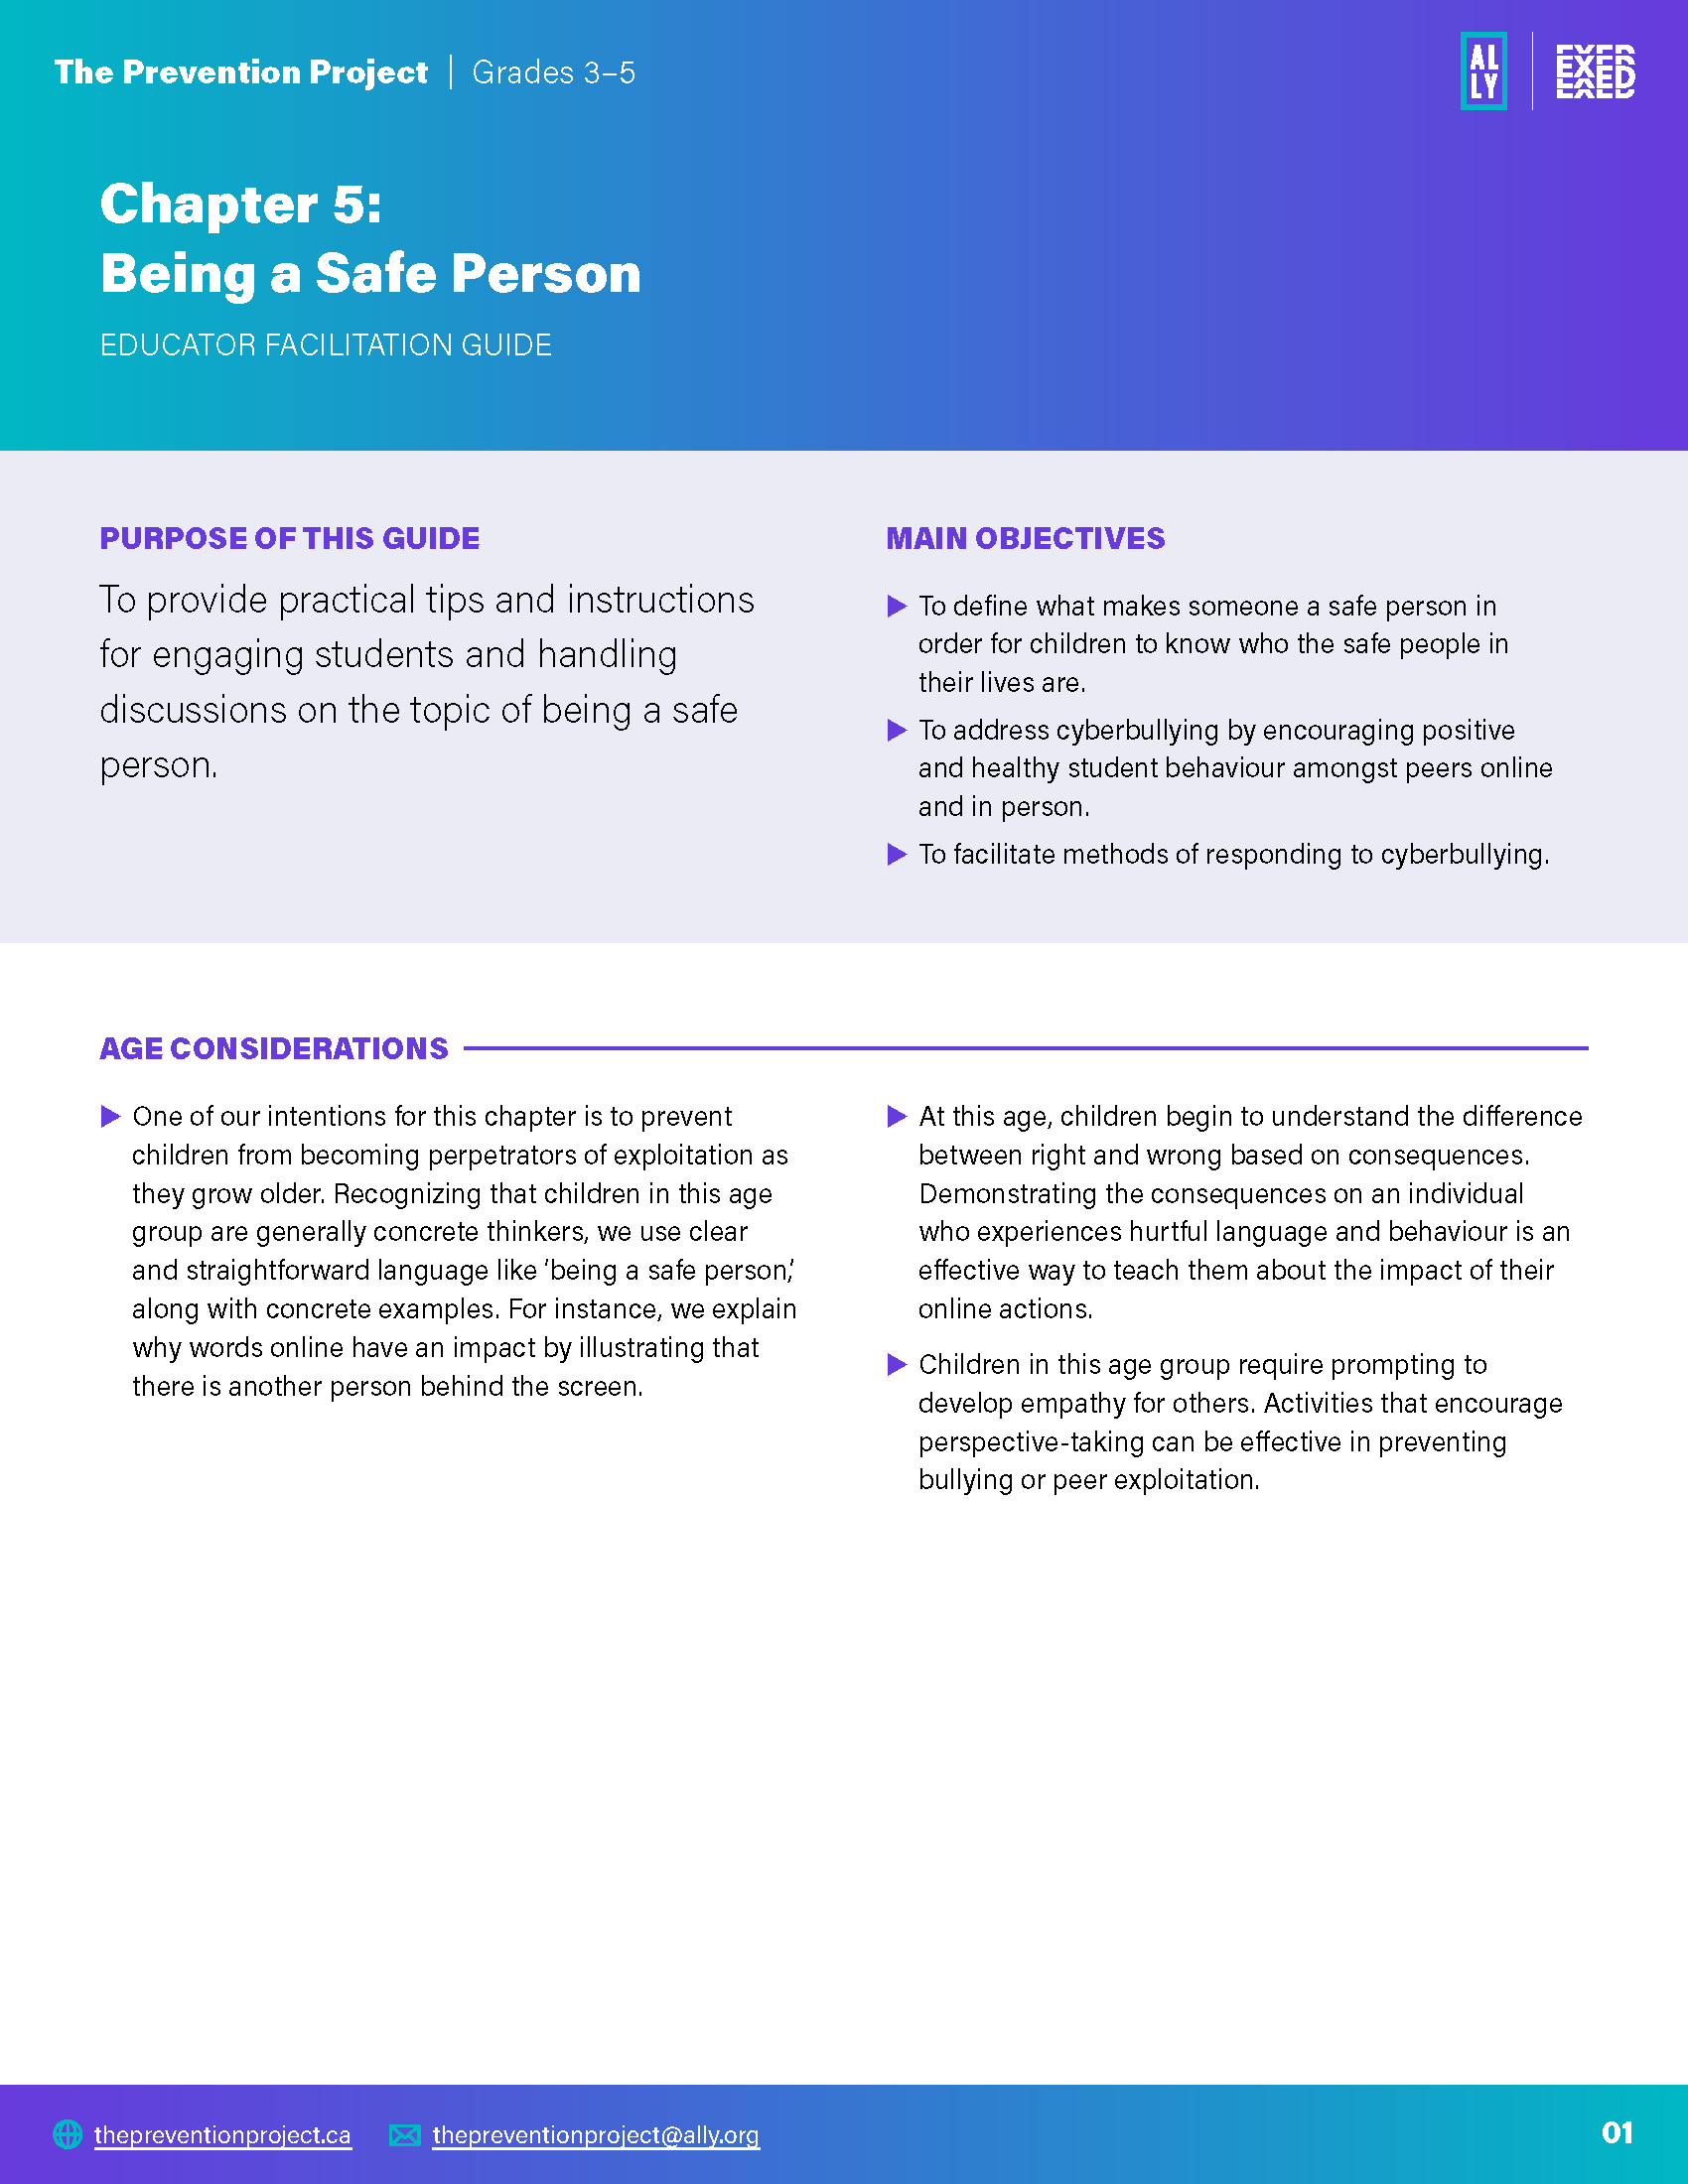 The Prevention Project | Grades 3–5
AL
LY
EXED
Chapter 5:
Being a Safe Person
EDUCATOR FACILITATION GUIDE
PURPOSE OF THIS GUIDE
To provide practical tips and instructions
for engaging students and handling
discussions on the topic of being a safe
person.
MAIN OBJECTIVES
To define what makes someone a safe person in
order for children to know who the safe people in
their lives are.
To address cyberbullying by encouraging positive
and healthy student behaviour amongst peers online
and in person.
To facilitate methods of responding to cyberbullying.
AGE CONSIDERATIONS
One of our intentions for this chapter is to prevent
children from becoming perpetrators of exploitation as
they grow older. Recognizing that children in this age
group are generally concrete thinkers, we use clear
and straightforward language like ‘being a safe person,’
along with concrete examples. For instance, we explain
why words online have an impact by illustrating that
there is another person behind the screen.
At this age, children begin to understand the difference
between right and wrong based on consequences.
Demonstrating the consequences on an individual
who experiences hurtful language and behaviour is an
effective way to teach them about the impact of their
online actions.
Children in this age group require prompting to
develop empathy for others. Activities that encourage
perspective-taking can be effective in preventing
bullying or peer exploitation.
thepreventionproject.ca
thepreventionproject@ally.org
01